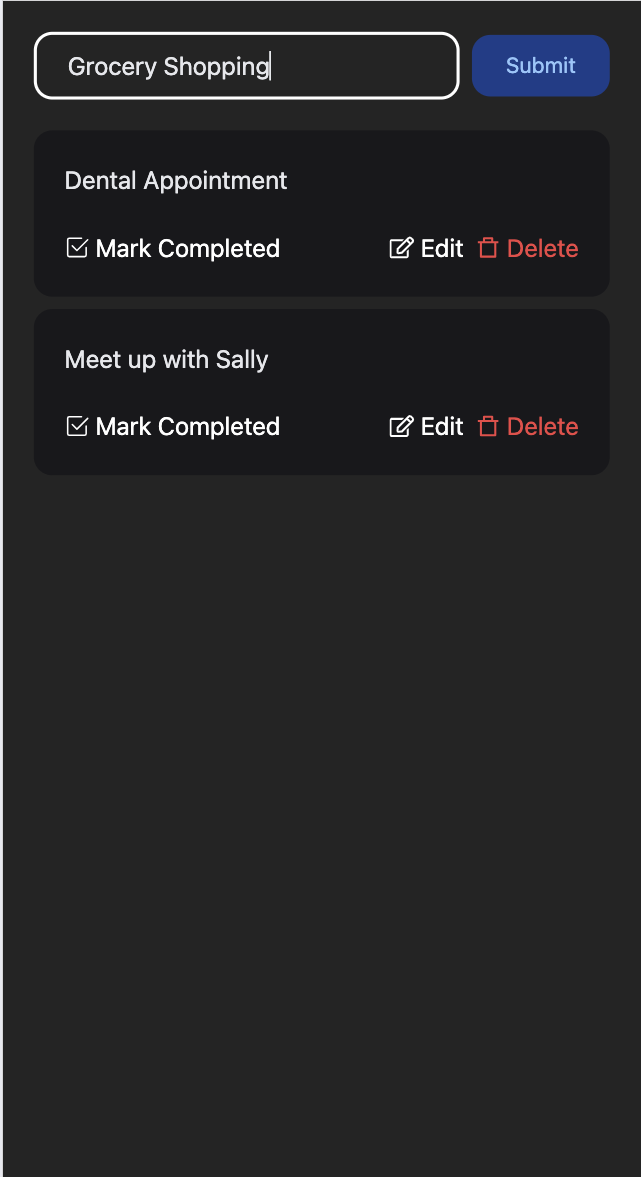 Grocery Shopping Submit
Dental Appointment
Mark Completed Edit Delete
Meet up with Sally
Mark Completed Edit Delete